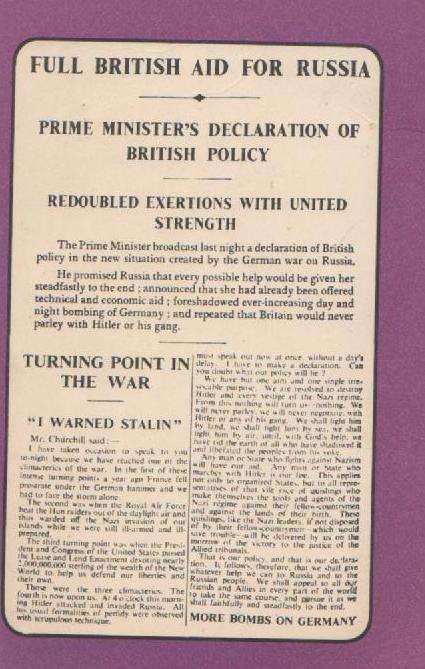 FULL BRITISH AID FOR RUSSIA
PRIME MINISTER'S DECLARATION OF
BRITISH POLICY
REDOUBLED EXERTIONS WITH UNITED
STRENGTH
The Prime Minister broadcast last night a declaration of British
policy in the new situation created by the German war on Russia.
He promised Russia that every possible help would be given her
steadfastly to the end ; announced that she had already been offered
technical and economic aid ; foreshadowed ever-increasing day and
night bombing of Germany ; and repeated that Britain would never
parley with Hitler or his gang.
TURNING POINT IN
THE WAR
"I WARNED STALIN"
Mr. Churchill said :—
I have taken occasion to speak to you
to-night because we have reached one of the
climacterics of the war. In the first of these
intense turning points a year ago France fell
prostrate under the German hammer and we
had to face the storm alone.
The second was when the Royal Air Force
beat the Hun raiders out of the daylight air and
thus warded off the Nazi invasion of our
islands while we were still ill-armed and ill-
prepared.
The third turning point was when the Presi-
dent and Congress of the United States passed
the Lease and Lend Enactment devoting nearly
2,000,000,000 sterling of the wealth of the New
World to help us defend our liberties and
their own.
Those were the three climacterics. The
fourth is now upon us. At 4 o'clock this morn-
ing Hitler attacked and invaded Russia. All
his usual formalities of perfidy were observed
with scrupulous technique.
must speak out now at once, without a day's
delay. I have to make a declaration. Can
you doubt what our policy will be ?
We have but one aim and one single irre-
vocable purpose. We are resolved to destroy
Hitler and every vestige of the Nazi regime.
From this nothing will turn us—nothing. We
will never parley, we will never negotiate, with
Hitler or any of his gang. We shall fight him
by land, we shall fight him by sea, we shall
fight him by air, until, with God's help, we
have rid the earth of all who have shadowed it
and liberated the peoples from his yoke.
Any man or State who fights against Nazism
will have our aid. Any man or State who
marches with Hitler is our foe. This applies
not only to organized States, but to all repre-
sentatives of that vile race of quislings who
make themselves the tools and agents of the
Nazi regime against their fellow-countrymen
and against the lands of their birth. These
quislings, like the Nazi leaders, if not disposed
of by their fellow-countrymen—which would
save trouble—will be delivered by us on the
morrow of the victory to the justice of the
Allied tribunals.
That is our policy, and that is our declara-
tion. It follows, therefore, that we shall give
whatever help we can to Russia and to the
Russian people. We shall appeal to all our
friends and Allies in every part of the world
to take the same course, and pursue it as we
shall faithfully and steadfastly to the end.
MORE BOMBS ON GERMANY